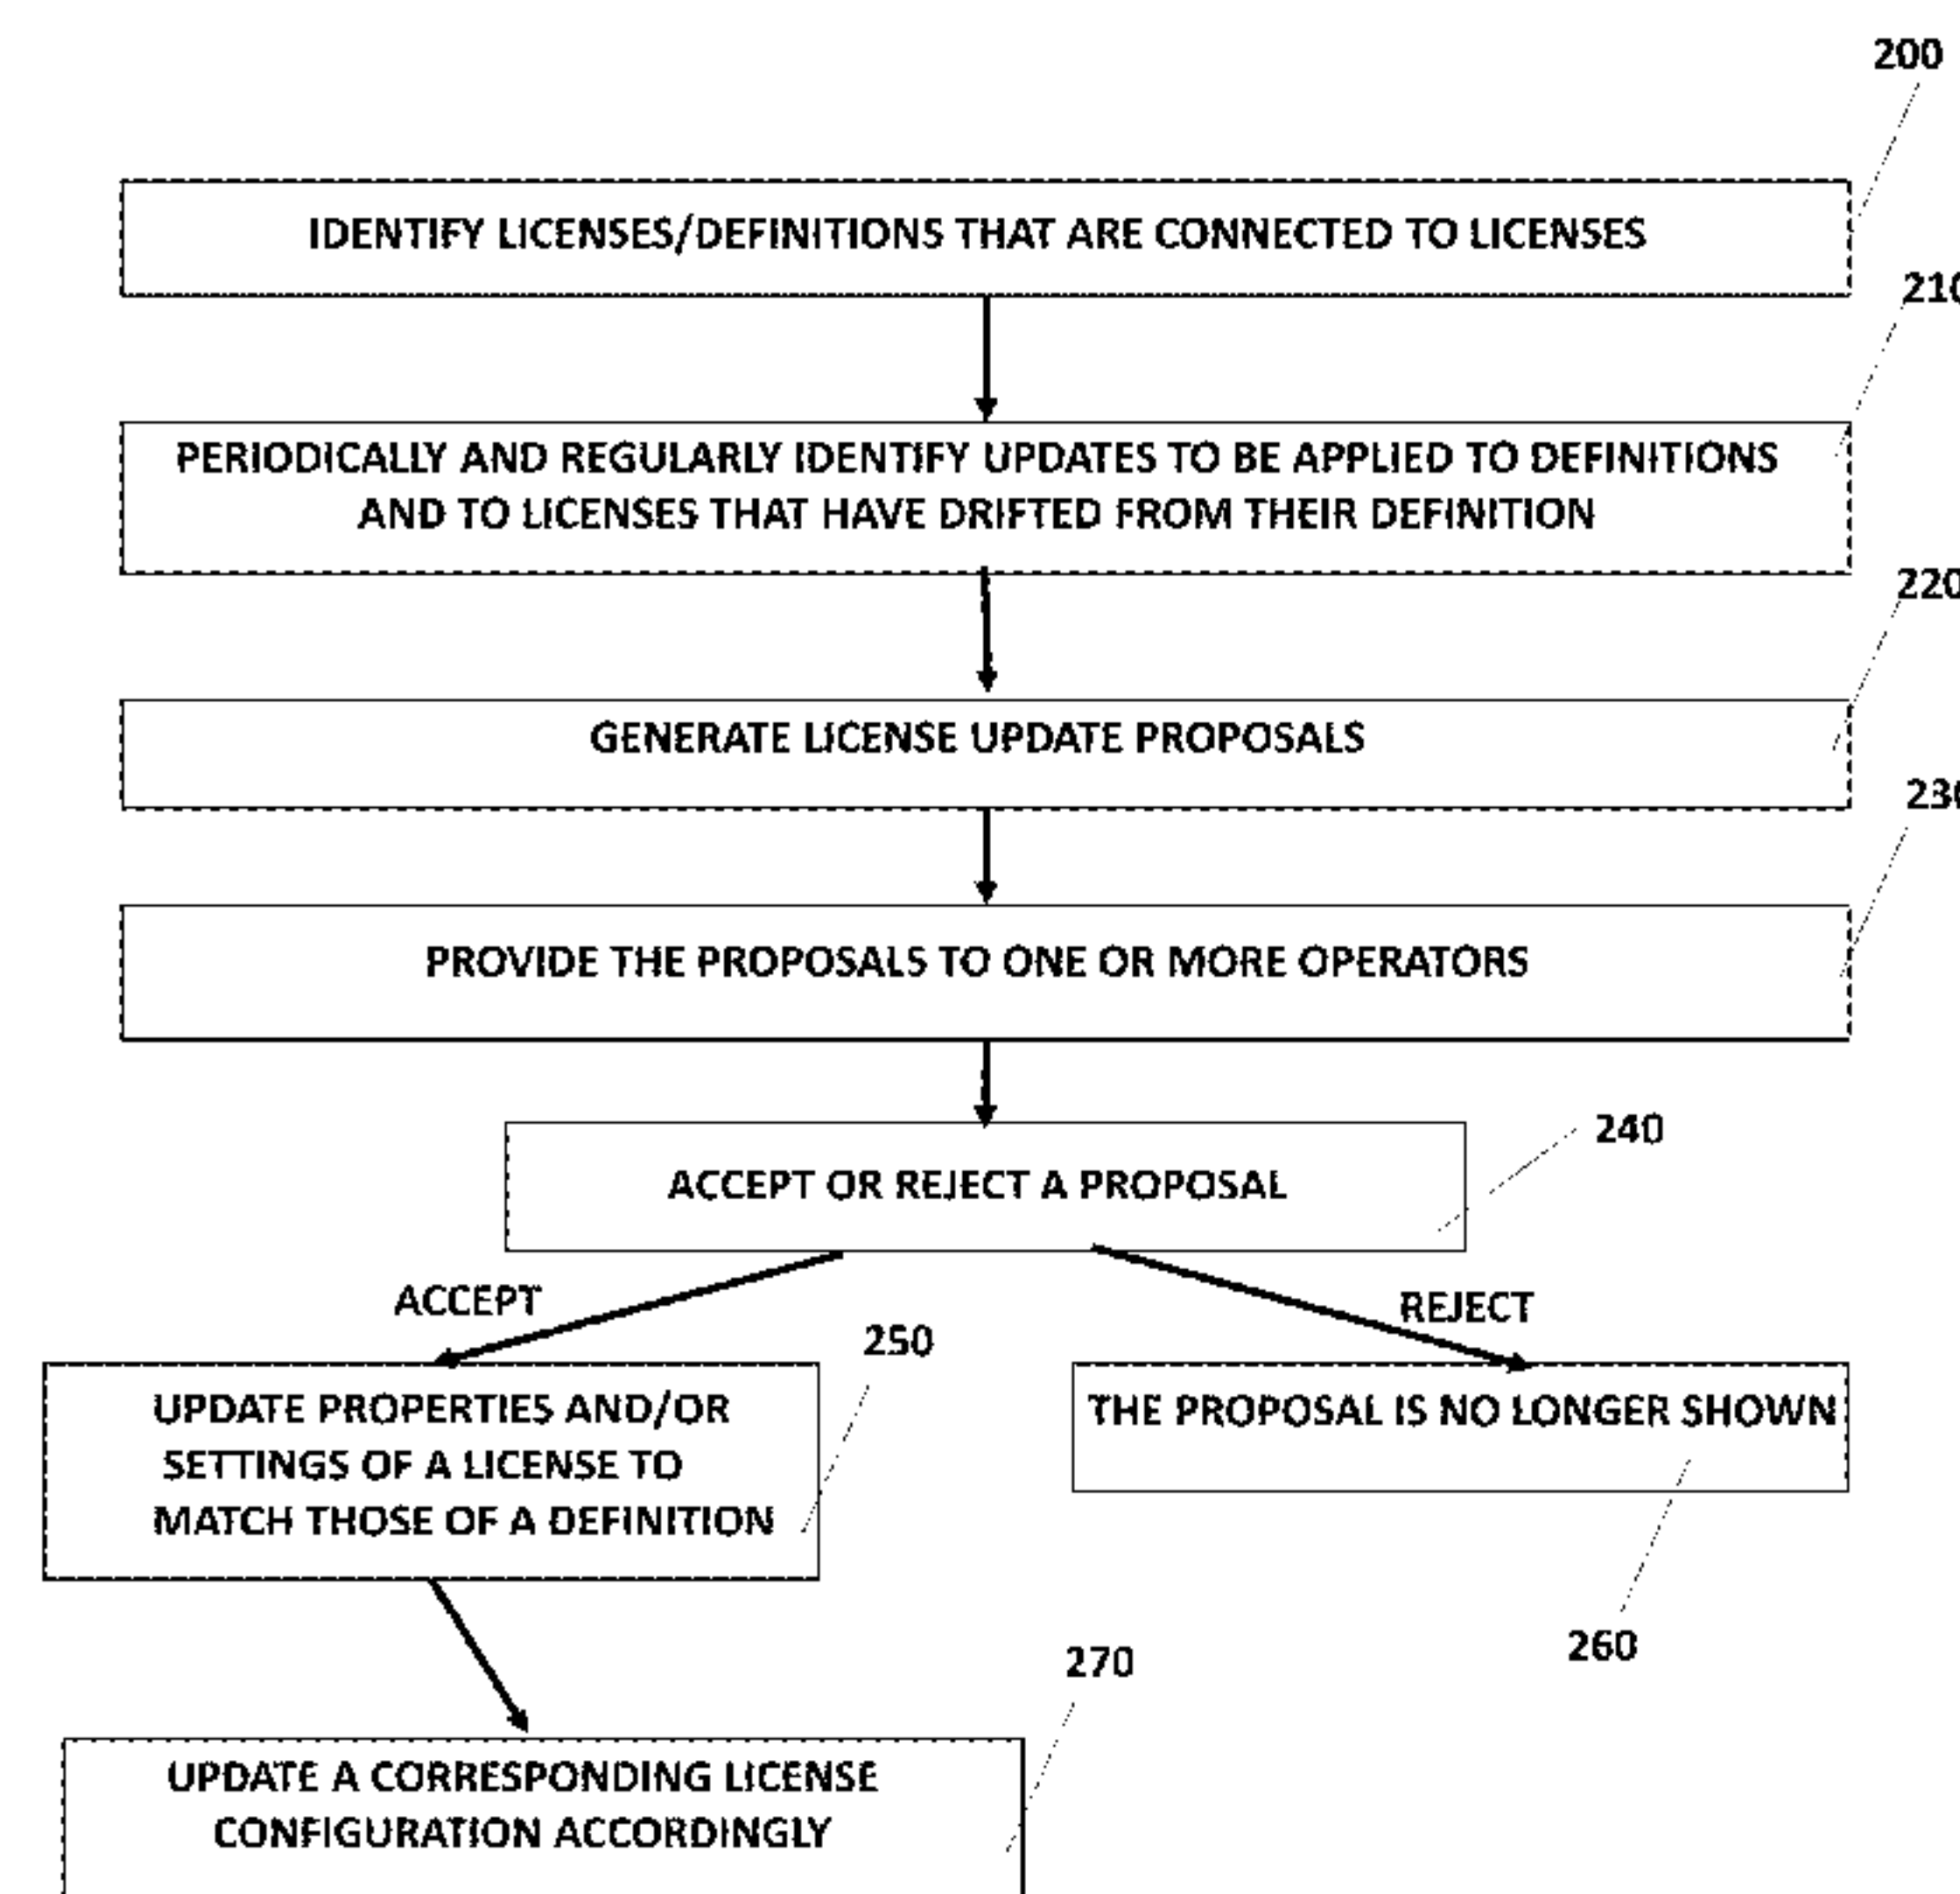 200
IDENTIFY LICENSES/DEFINITIONS THAT ARE CONNECTED TO LICENSES
210
PERIODICALLY AND REGULARLY IDENTIFY UPDATES TO BE APPLIED TO DEFINITIONS
AND TO LICENSES THAT HAVE DRIFTED FROM THEIR DEFINITION
220
GENERATE LICENSE UPDATE PROPOSALS
230
PROVIDE THE PROPOSALS TO ONE OR MORE OPERATORS
240
ACCEPT OR REJECT A PROPOSAL
ACCEPT
REJECT
250
UPDATE PROPERTIES AND/OR
SETTINGS OF A LICENSE TO
MATCH THOSE OF A DEFINITION
THE PROPOSAL IS NO LONGER SHOWN
260
270
UPDATE A CORRESPONDING LICENSE
CONFIGURATION ACCORDINGLY